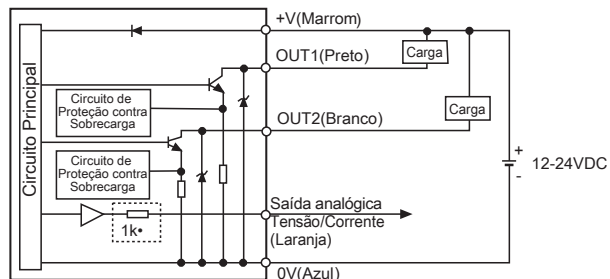 +V(Marrom)
OUT1(Preto)
Carga
Circuito Principal
Circuito de
Proteção contra
Sobrecarga
OUT2(Branco)
Carga
Circuito de
Proteção contra
Sobrecarga
+
12-24VDC
-
Saída analógica
Tensão/Corrente
(Laranja)
1k•
0V(Azul)